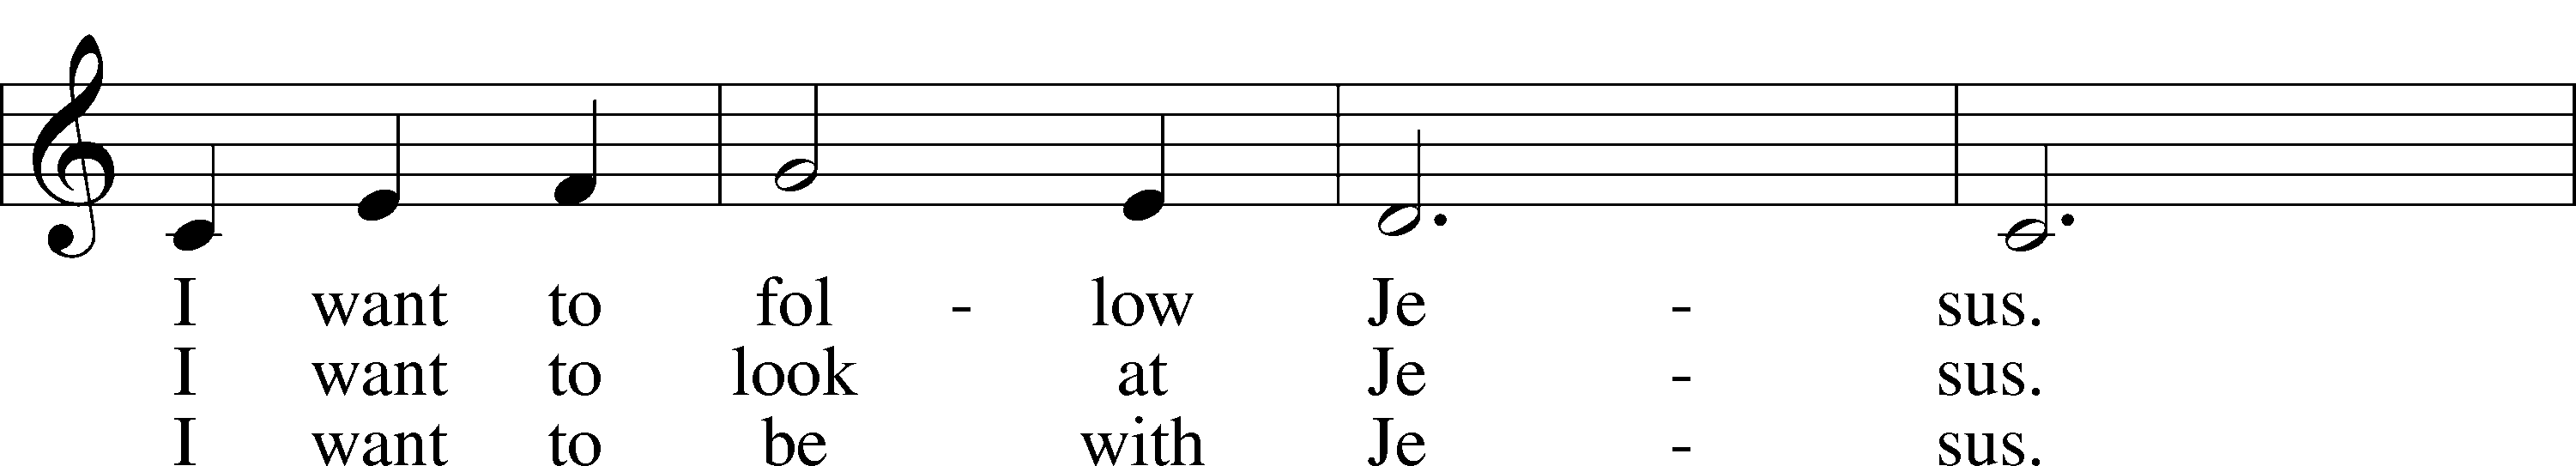 I want to fol - low Je - sus.
I want to look at Je - sus.
I want to be with Je - sus.